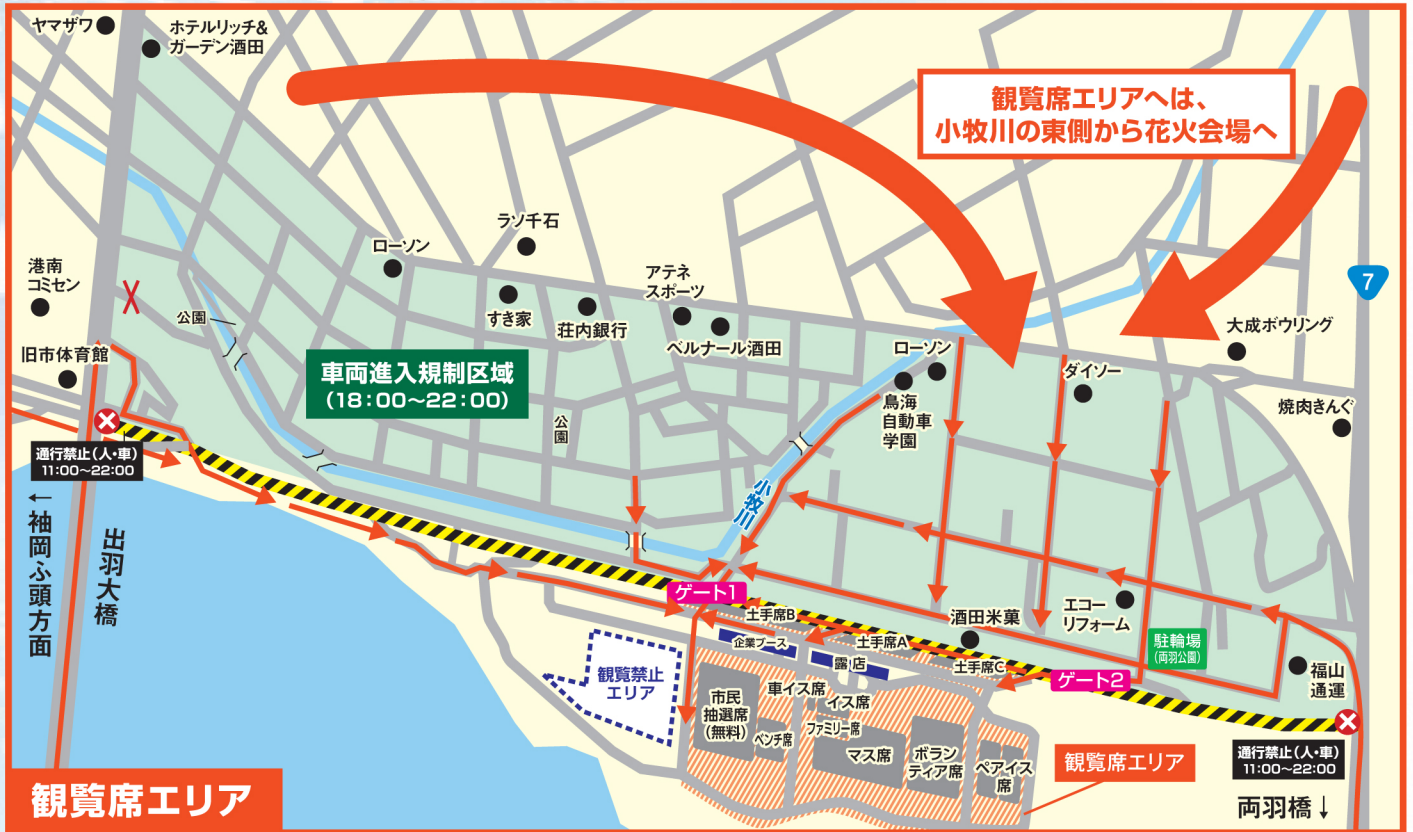 ヤマザワ
ホテルリッチ&
ガーデン酒田
観覧席エリアへは、
小牧川の東側から花火会場へ
ラソ千石
ローソン
港南
コミセン
アテネ
スポーツ
7
公園
すき家
荘内銀行
ベルナール酒田
大成ボウリング
旧市体育館
ローソン
車両進入規制区域
(18:00~22:00)
ダイソー
鳥海
自動車
学園
焼肉きんぐ
公園
通行禁止(人・車)
11:00~22:00
小牧川
←袖岡ふ頭方面
出羽大橋
ゲート1
土手席B
酒田米菓
エコー
リフォーム
企業ブース
土手席A
駐輪場
(両羽公園)
露店
土手席C
ゲート2
福山
通運
観覧禁止
エリア
市民
抽選席
(無料)
車イス席
イス席
ファミリー席
ベンチ席
マス席
ボラン
ティア席
ペアイス
席
観覧席エリア
通行禁止(人・車)
11:00~22:00
両羽橋↓
観覧席エリア